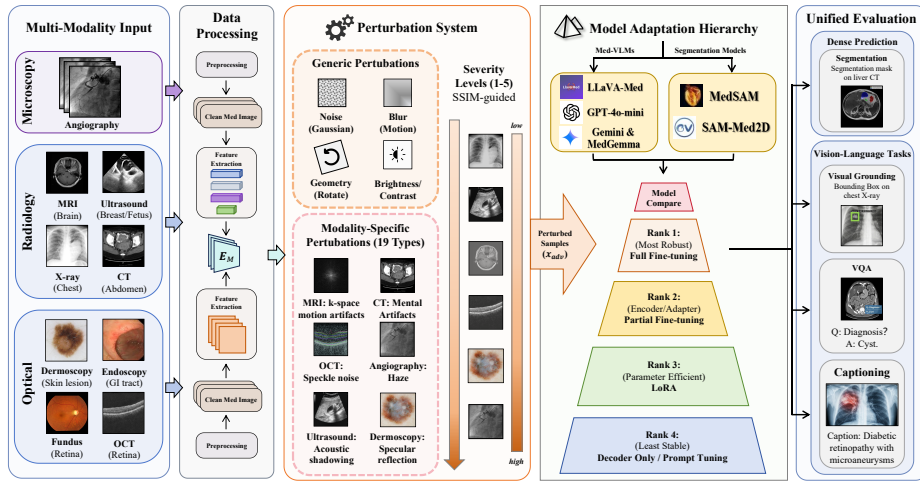 Multi-Modality Input
Microscopy
Angiography
Radiology
MRI
(Brain)
Ultrasound
(Breast/Fetus)
X-ray
(Chest)
CT
(Abdomen)
Optical
Dermoscopy
(Skin lesion)
Endoscopy
(GI tract)
Fundus
(Retina)
OCT
(Retina)
Data
Processing
Preprocessing
Clean Med Image
Feature
Extraction
E_M
Feature
Extraction
Clean Med Image
Preprocessing
Perturbation System
Generic Pertubations
Noise
(Gaussian)
Blur
(Motion)
Geometry
(Rotate)
Brightness/
Contrast
Modality-Specific
Pertubations (19 Types)
MRI: k-space
motion artifacts
CT: Mental
Artifacts
OCT:
Speckle noise
Angiography:
Haze
Ultrasound:
Acoustic
shadowing
Dermoscopy:
Specular
reflection
Severity
Levels (1-5)
SSIM-guided
low
high
Perturbed
Samples
(x_adv)
Model Adaptation Hierarchy
Med-VLMs
Segmentation Models
LLaVA-Med
GPT-4o-mini
Gemini &
MedGemma
MedSAM
SAM-Med2D
Model
Compare
Rank 1:
(Most Robust)
Full Fine-tuning
Rank 2:
(Encoder/Adapter)
Partial Fine-tuning
Rank 3:
(Parameter Efficient)
LoRA
Rank 4:
(Least Stable)
Decoder Only / Prompt Tuning
Unified Evaluation
Dense Prediction
Segmentation
Segmentation mask
on liver CT
Vision-Language Tasks
Visual Grounding
Bounding Box on
chest X-ray
VQA
Q: Diagnosis?
A: Cyst.
Captioning
Caption: Diabetic
retinopathy with
microaneurysms